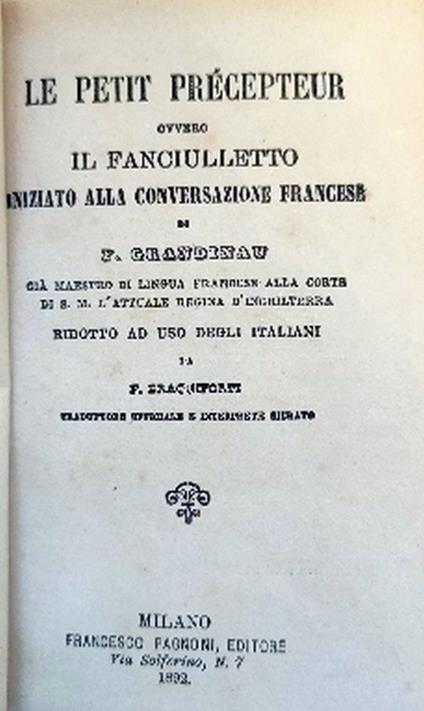 LE PETIT PRÉCEPTEUR
OVVERO
IL FANCIULLETTO
INIZIATO ALLA CONVERSAZIONE FRANCESE
DI
F. GRANDINAU
GIÀ MAESTRO DI LINGUA FRANCESE ALLA CORTE
DI S. M. L'ATTUALE REGINA D'INGHILTERRA
RIDOTTO AD USO DEGLI ITALIANI
DA
P. BRACCIFORTI
TRADUTTORE UFFICIALE E INTERPRETE GIURATO
MILANO
FRANCESCO PAGNONI, EDITORE
Via Solferino, N. 7
1892.